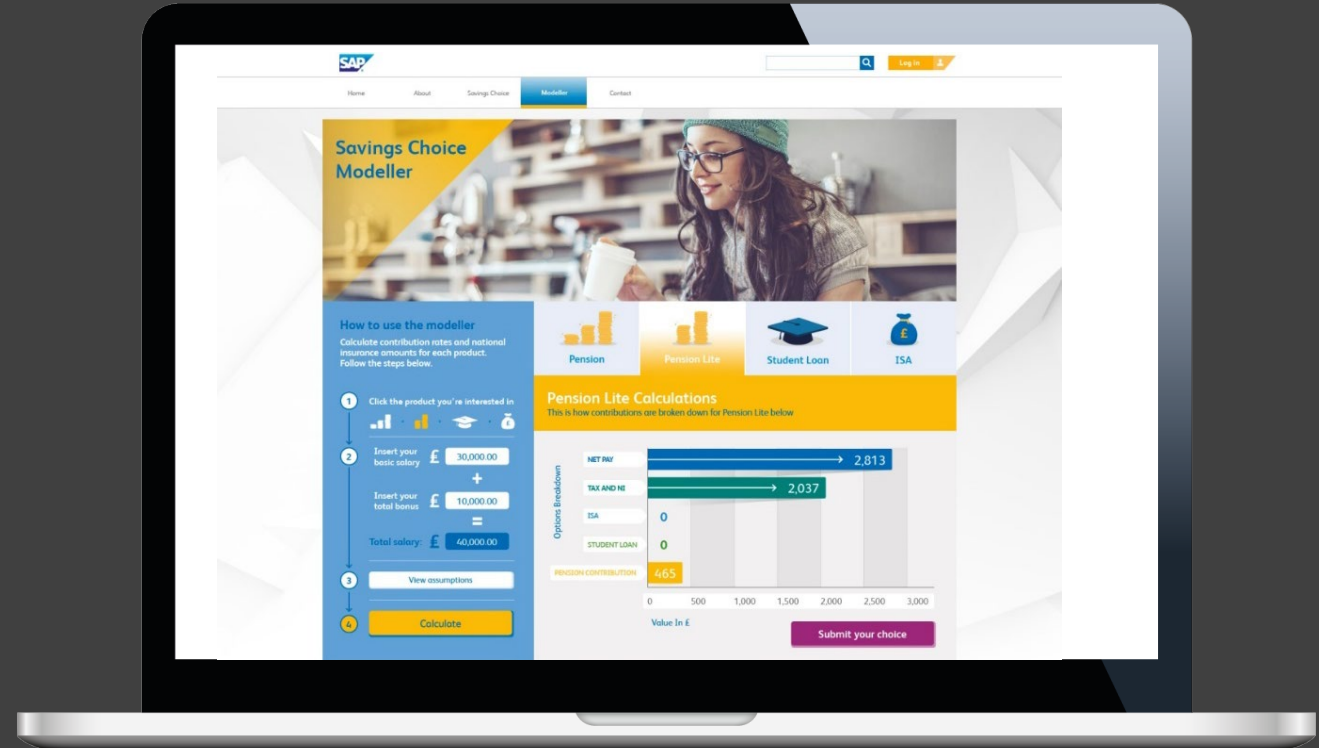 SAP
Log in
Home
About
Savings Choice
Modeller
Contact
Savings Choice
Modeller
How to use the modeller
Calculate contribution rates and national
insurance amounts for each product.
Follow the steps below.
1
Click the product you're interested in
2
Insert your
basic salary
£
30,000.00
+
Insert your
total bonus
£
10,000.00
=
Total salary:
£
40,000.00
3
View assumptions
4
Calculate
Pension
Pension Lite
Student Loan
£
ISA
Pension Lite Calculations
This is how contributions are broken down for Pension Lite below
Options Breakdown
NET PAY
2,813
TAX AND NI
2,037
ISA
0
STUDENT LOAN
0
PENSION CONTRIBUTION
465
0 500 1,000 1,500 2,000 2,500 3,000
Value In £
Submit your choice